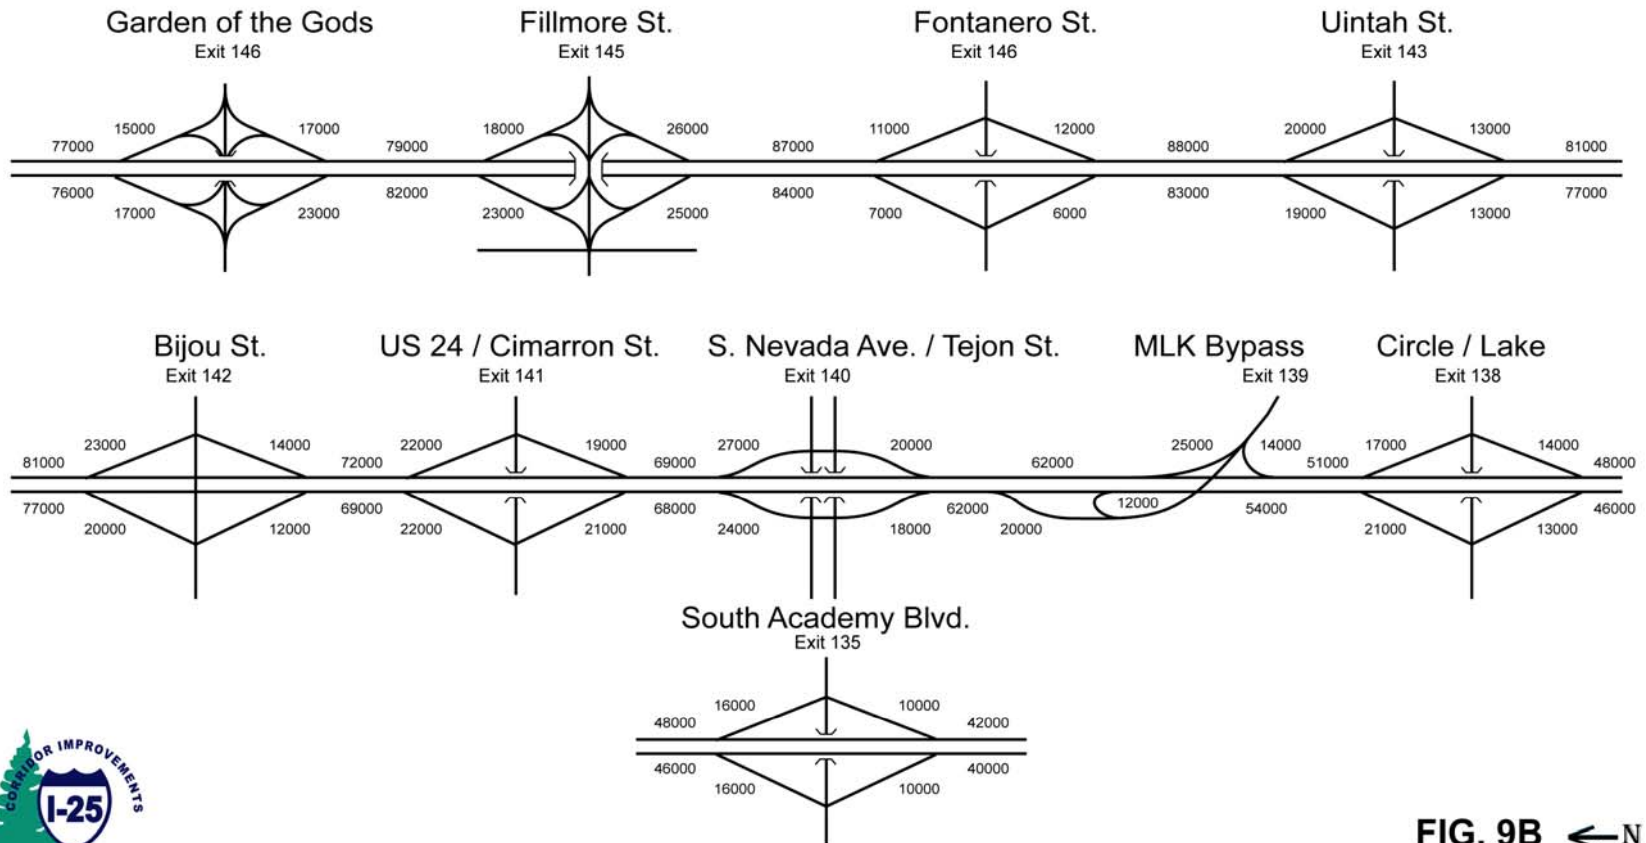 Garden of the Gods Fillmore St. Fontanero St. Uintah St.
Exit 146 Exit 145 Exit 146 Exit 143
15000 17000 18000 26000 11000 12000 20000 13000
77000 79000 87000 88000 81000
76000 82000 84000 83000 77000
17000 23000 23000 25000 7000 6000 19000 13000
Bijou St. US 24 / Cimarron St. S. Nevada Ave. / Tejon St. MLK Bypass Circle / Lake
Exit 142 Exit 141 Exit 140 Exit 139 Exit 138
23000 14000 22000 19000 27000 20000 25000 14000 17000 14000
81000 72000 69000 62000 51000 48000
77000 69000 68000 62000 12000 54000 46000
20000 12000 22000 21000 24000 18000 20000 21000 13000
South Academy Blvd.
Exit 135
16000 10000
48000 42000
46000 40000
16000 10000
CORRIDOR IMPROVEMENTS
I-25
FIG. 9B N